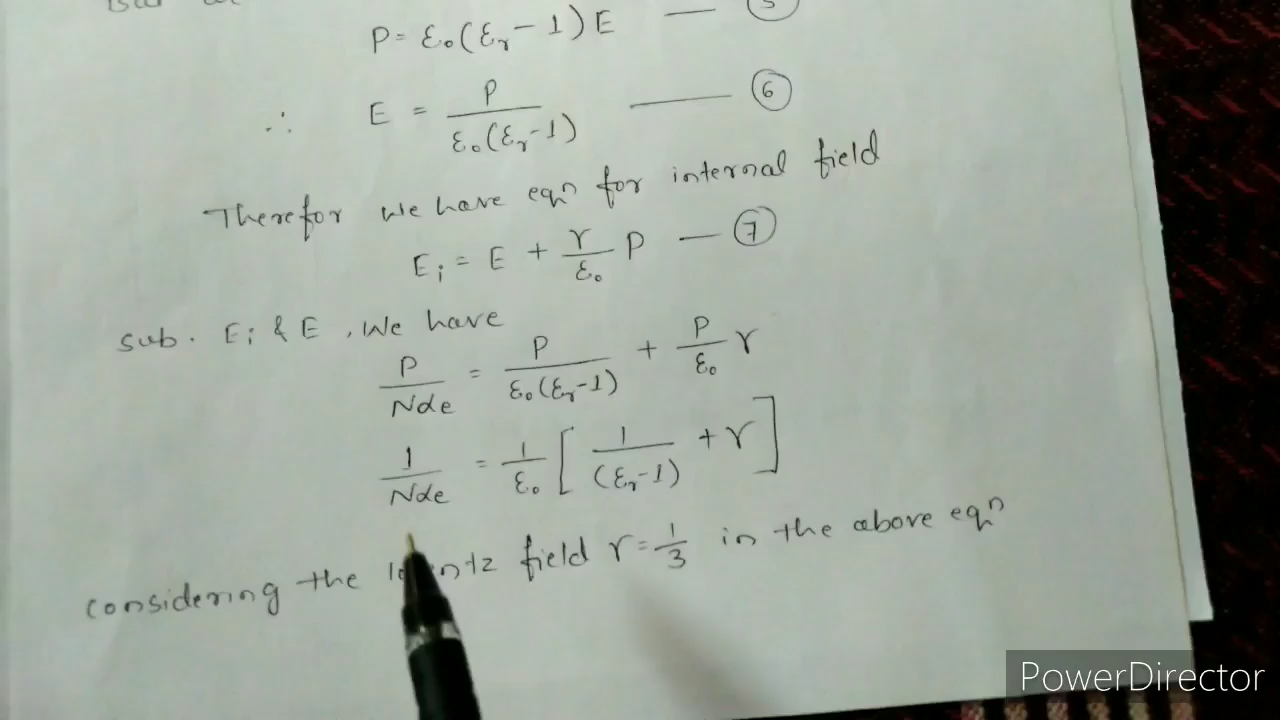 P = ε₀(εᵣ - 1) E —
∴ E = P / ε₀(εᵣ-1) — ⑥
Therefor we have eqⁿ for internal field
Eᵢ = E + γ/ε₀ P — ⑦
sub. Eᵢ & E , we have
P/Nαe = P/ε₀(εᵣ-1) + P/ε₀ γ
1/Nαe = 1/ε₀ [ 1/(εᵣ-1) + γ ]
considering the field γ = 1/3 in the above eqⁿ
PowerDirector